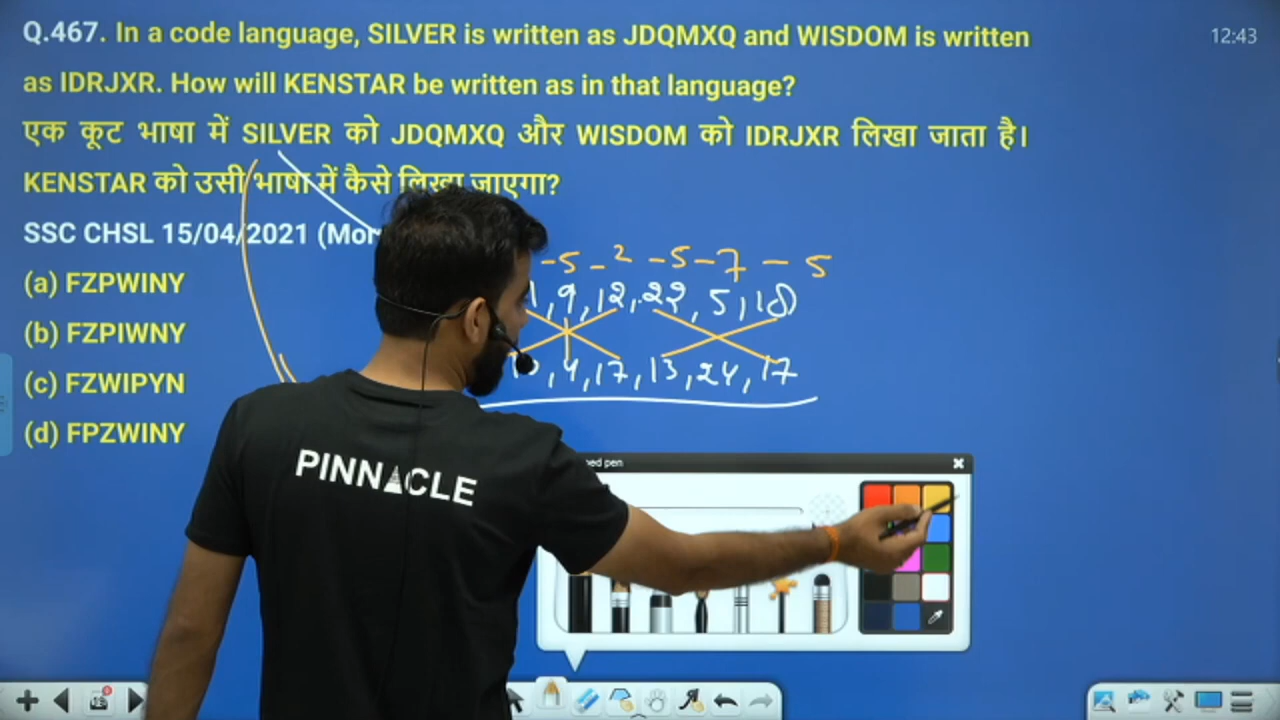 Q.467. In a code language, SILVER is written as JDQMXQ and WISDOM is written
12:43
as IDRJXR. How will KENSTAR be written as in that language?
एक कूट भाषा में SILVER को JDQMXQ और WISDOM को IDRJXR लिखा जाता है।
KENSTAR को उसी भाषा में कैसे लिखा जाएगा?
SSC CHSL 15/04/2021 (Mor
-5 -2 -5 -7 - 5
(a) FZPWINY
9, 12, 22, 5, 18
(b) FZPIWNY
, 4, 17, 13, 24, 17
(c) FZWIPYN
(d) FPZWINY
PINNACLE
pen